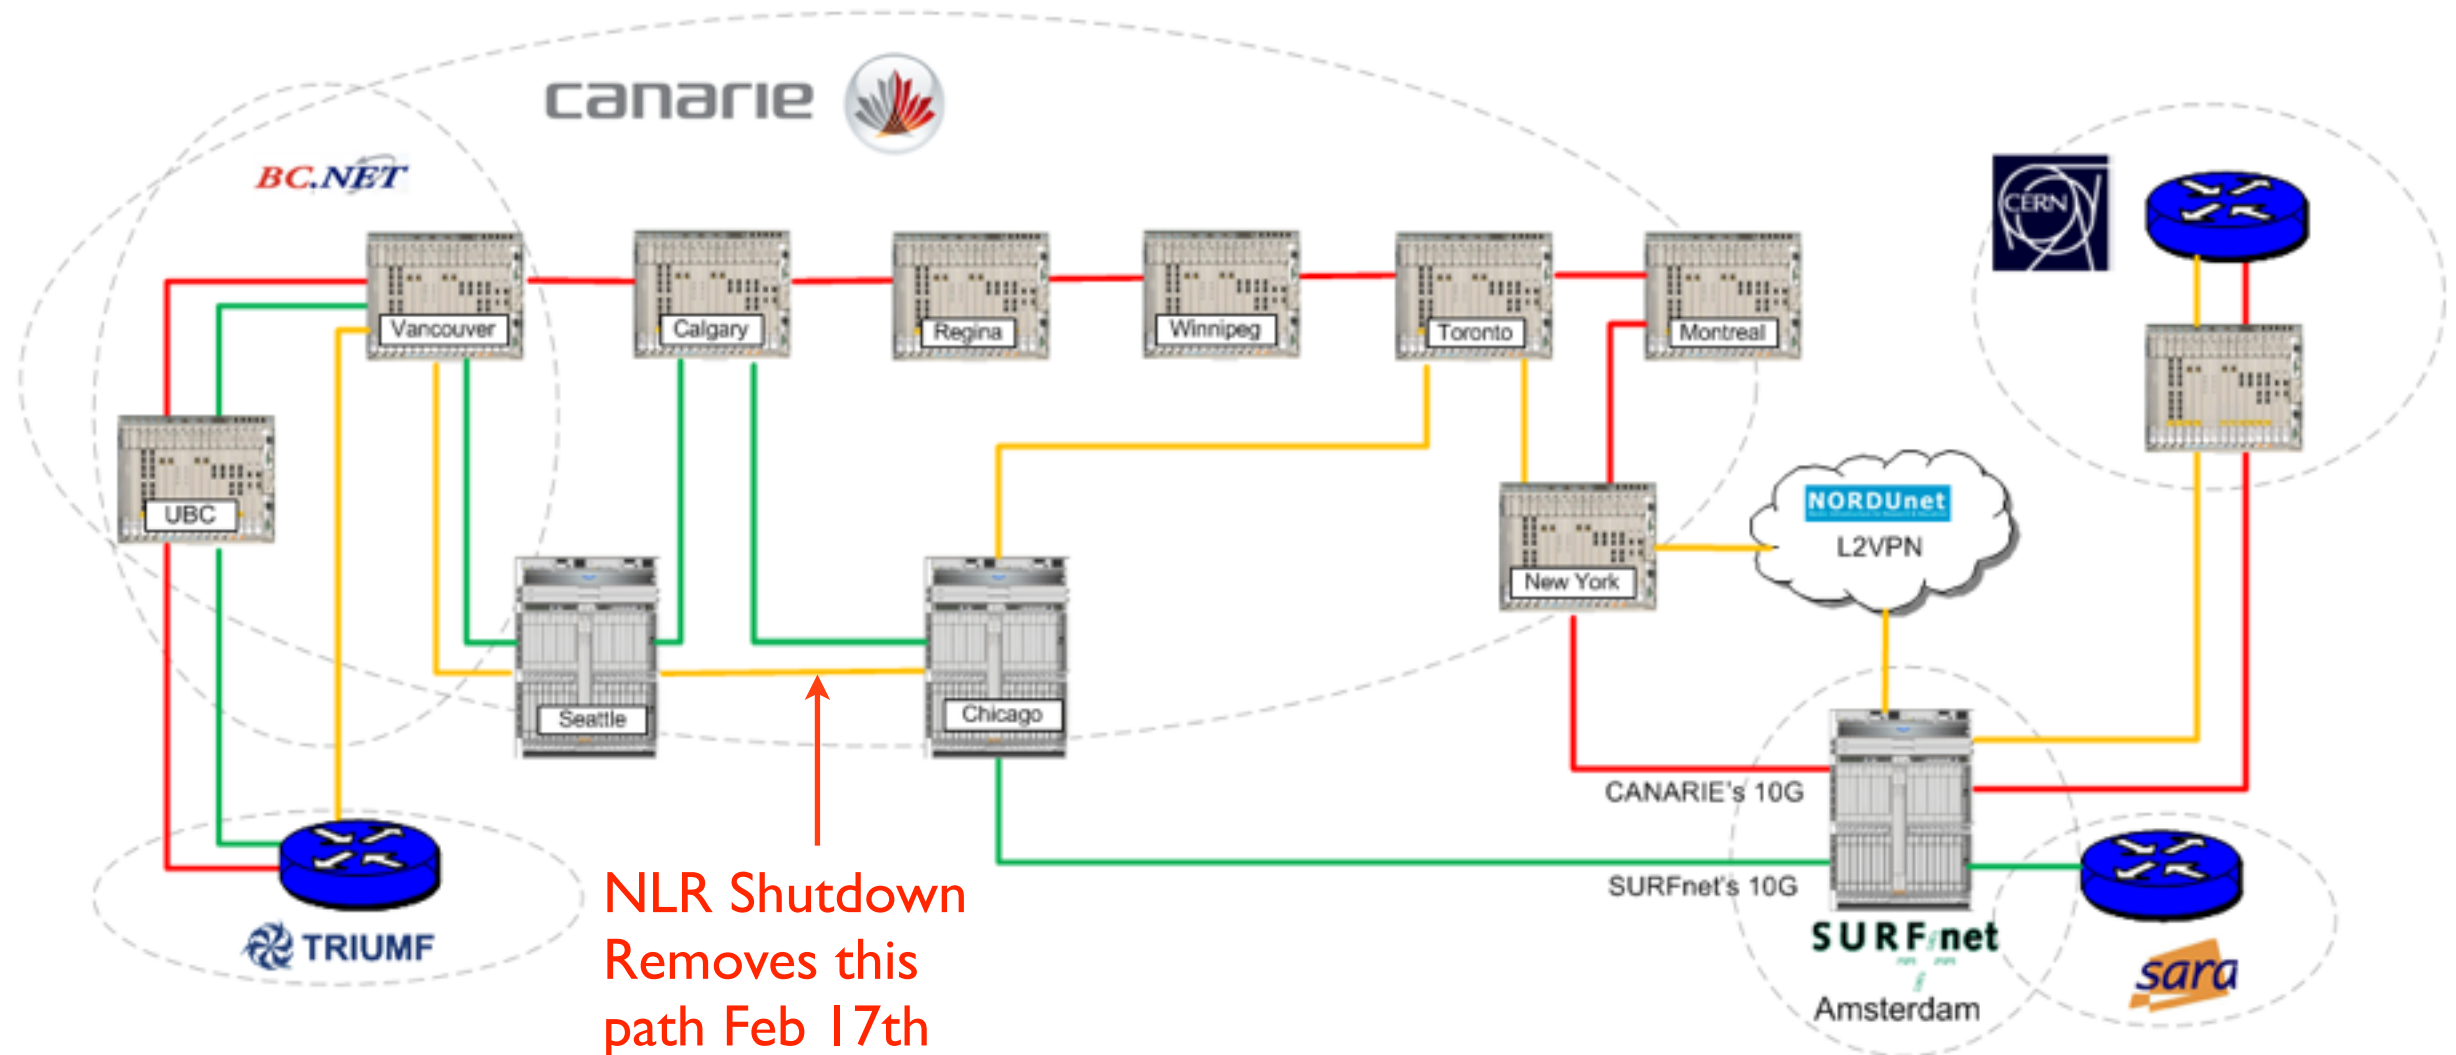 canarie
BC.NET
CERN
Vancouver
Calgary
Regina
Winnipeg
Toronto
Montreal
UBC
NORDUnet
L2VPN
New York
Seattle
Chicago
CANARIE's 10G
SURFnet's 10G
NLR Shutdown
Removes this
path Feb 17th
TRIUMF
SURFnet
Amsterdam
sara